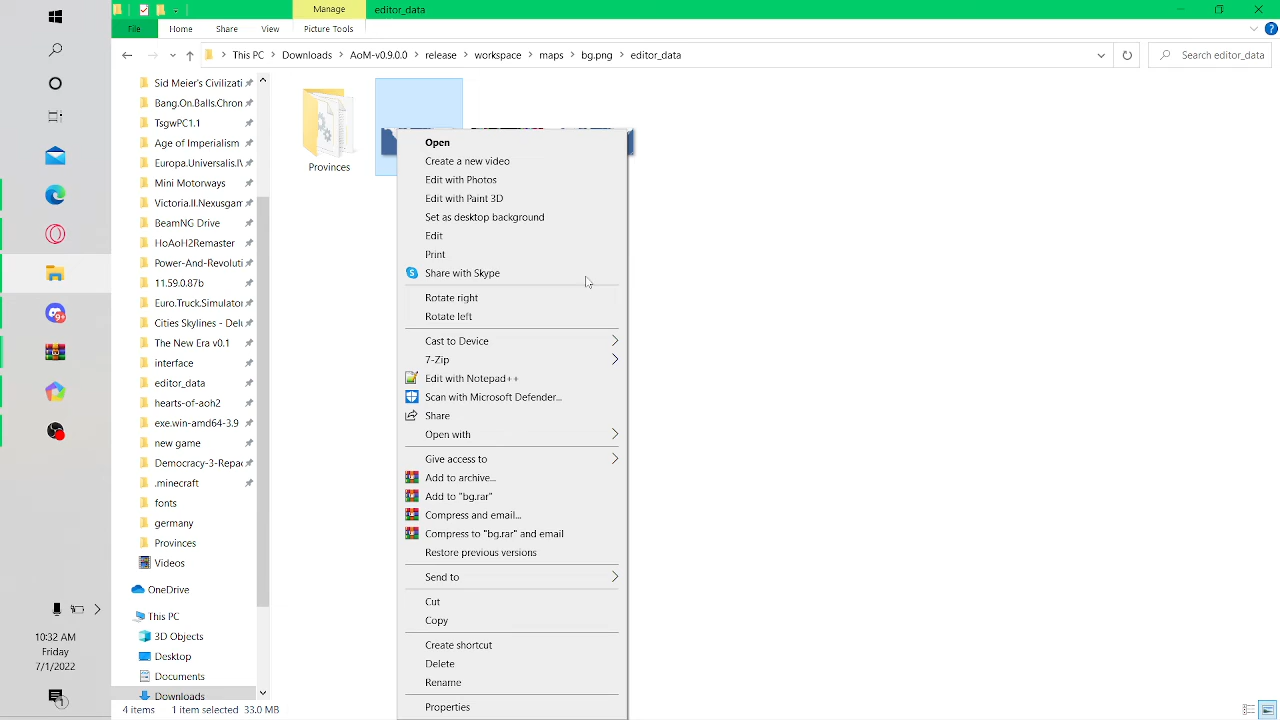 Manage
editor_data
File
Home
Share
View
Picture Tools
This PC
Downloads
AoM-v0.9.0.0
release
workspace
maps
bg.png
editor_data
Search editor_data
Sid Meier's Civilizati
Bang.On.Balls.Chron
TsgwPC1.1
Age of Imperialism
Europa.Universalis.IV
Mini Motorways
Victoria.II.Nexusgam
BeamNG Drive
HoAoH2Remaster
Power-And-Revoluti
11.59.0.87b
Euro.Truck.Simulator
Cities Skylines - Delu
The New Era v0.1
interface
editor_data
hearts-of-aoh2
exe.win-amd64-3.9
new game
Democracy-3-Repac
.minecraft
fonts
germany
Provinces
Videos
OneDrive
This PC
3D Objects
Desktop
Documents
Downloads
Provinces
Open
Create a new video
Edit with Photos
Edit with Paint 3D
Set as desktop background
Edit
Print
Share with Skype
Rotate right
Rotate left
Cast to Device
7-Zip
Edit with Notepad++
Scan with Microsoft Defender...
Share
Open with
Give access to
Add to archive...
Add to "bg.rar"
Compress and email...
Compress to "bg.rar" and email
Restore previous versions
Send to
Cut
Copy
Create shortcut
Delete
Rename
Properties
9+
10:32 AM
Friday
7/1/2022
1
4 items
1 item selected 33.0 MB